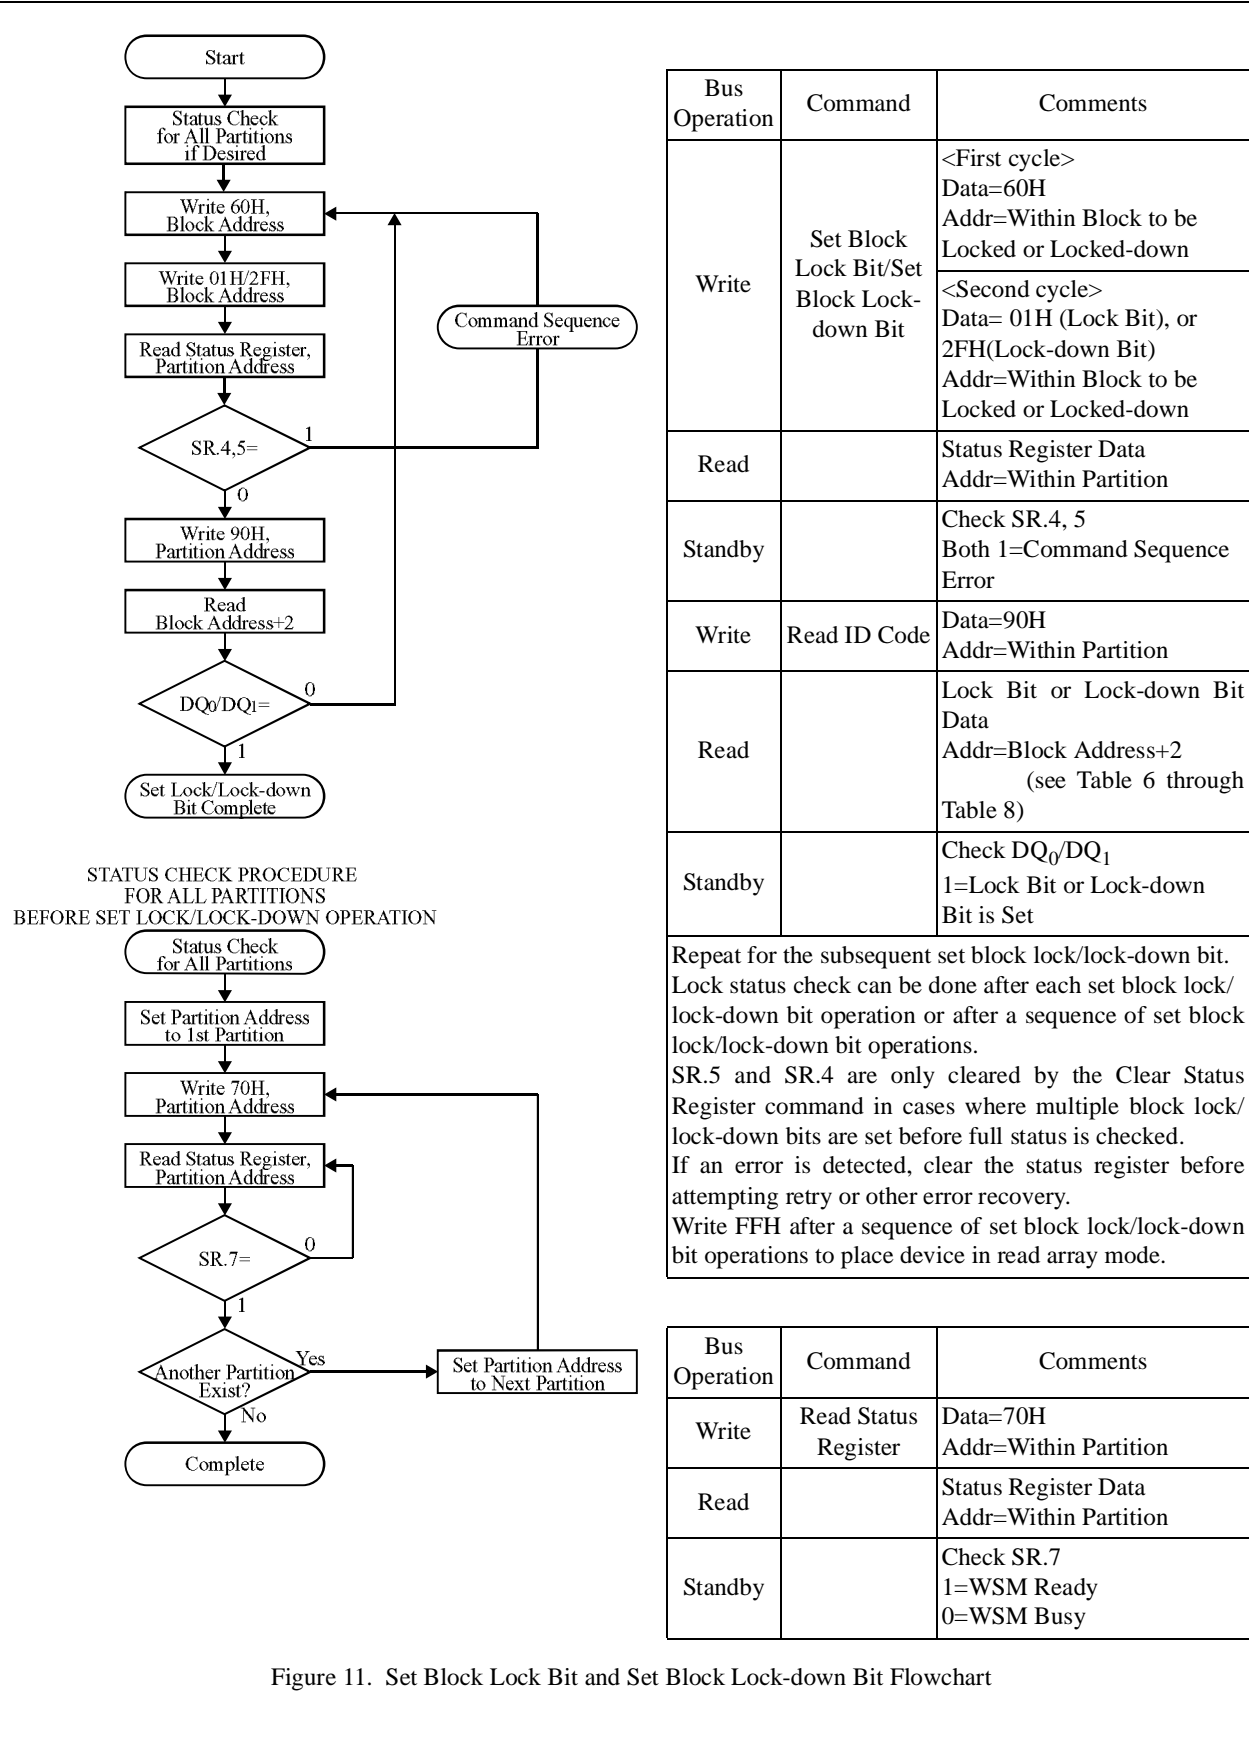 Start
Status Check
for All Partitions
if Desired
Write 60H,
Block Address
Write 01H/2FH,
Block Address
Read Status Register,
Partition Address
Command Sequence
Error
SR.4,5=
1
0
Write 90H,
Partition Address
Read
Block Address+2
DQ0/DQ1=
0
1
Set Lock/Lock-down
Bit Complete
STATUS CHECK PROCEDURE
FOR ALL PARTITIONS
BEFORE SET LOCK/LOCK-DOWN OPERATION
Status Check
for All Partitions
Set Partition Address
to 1st Partition
Write 70H,
Partition Address
Read Status Register,
Partition Address
SR.7=
0
1
Another Partition
Exist?
Yes
No
Set Partition Address
to Next Partition
Complete
Bus
Operation
Command
Comments
Write
Set Block
Lock Bit/Set
Block Lock-
down Bit
<First cycle>
Data=60H
Addr=Within Block to be
Locked or Locked-down
<Second cycle>
Data= 01H (Lock Bit), or
2FH(Lock-down Bit)
Addr=Within Block to be
Locked or Locked-down
Read
Status Register Data
Addr=Within Partition
Standby
Check SR.4, 5
Both 1=Command Sequence
Error
Write
Read ID Code
Data=90H
Addr=Within Partition
Read
Lock Bit or Lock-down Bit
Data
Addr=Block Address+2
(see Table 6 through
Table 8)
Standby
Check DQ0/DQ1
1=Lock Bit or Lock-down
Bit is Set
Repeat for the subsequent set block lock/lock-down bit.
Lock status check can be done after each set block lock/
lock-down bit operation or after a sequence of set block
lock/lock-down bit operations.
SR.5 and SR.4 are only cleared by the Clear Status
Register command in cases where multiple block lock/
lock-down bits are set before full status is checked.
If an error is detected, clear the status register before
attempting retry or other error recovery.
Write FFH after a sequence of set block lock/lock-down
bit operations to place device in read array mode.
Bus
Operation
Command
Comments
Write
Read Status
Register
Data=70H
Addr=Within Partition
Read
Status Register Data
Addr=Within Partition
Standby
Check SR.7
1=WSM Ready
0=WSM Busy
Figure 11. Set Block Lock Bit and Set Block Lock-down Bit Flowchart